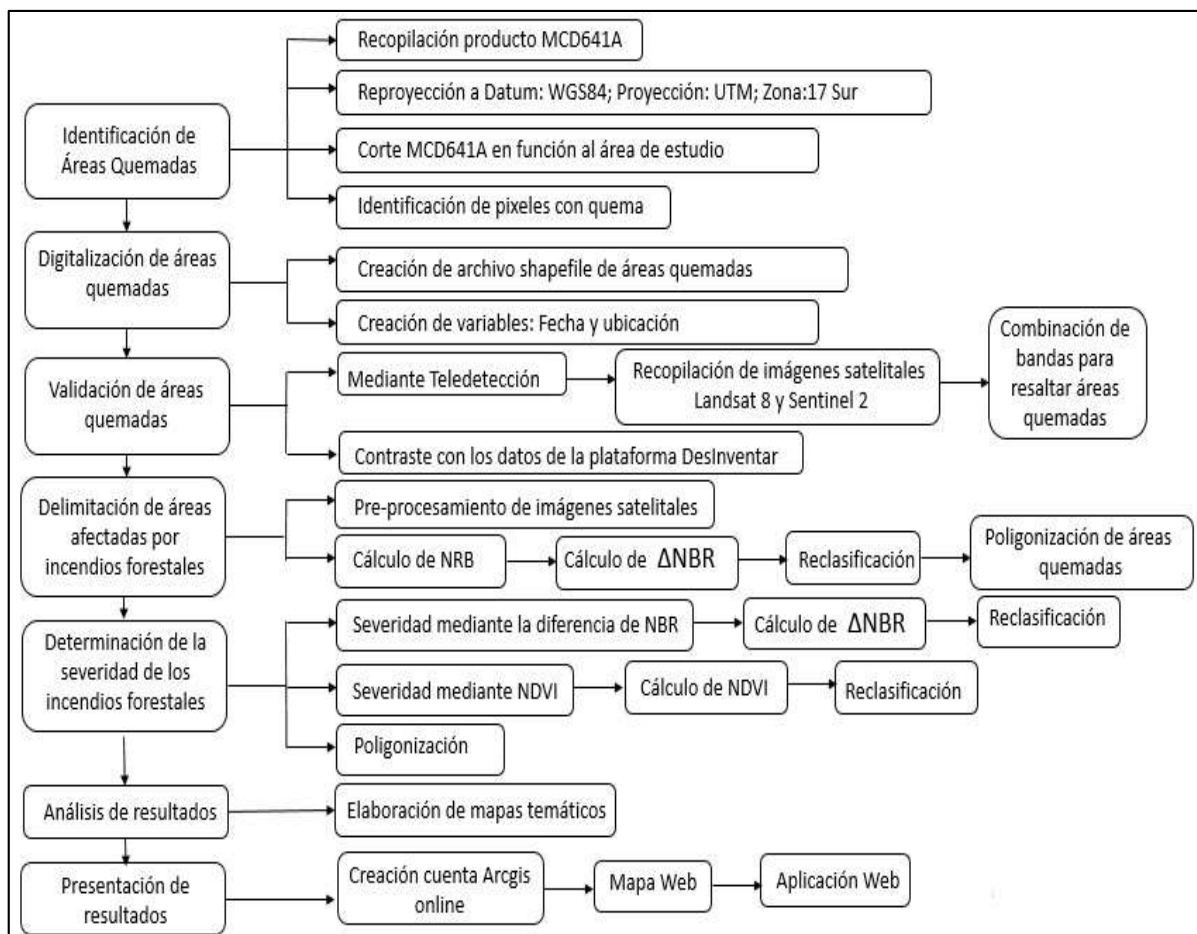 Identificación de
Áreas Quemadas
Recopilación producto MCD641A
Reproyección a Datum: WGS84; Proyección: UTM; Zona:17 Sur
Corte MCD641A en función al área de estudio
Identificación de pixeles con quema
Digitalización de áreas
quemadas
Creación de archivo shapefile de áreas quemadas
Creación de variables: Fecha y ubicación
Validación de áreas
quemadas
Mediante Teledetección
Recopilación de imágenes satelitales
Landsat 8 y Sentinel 2
Combinación de
bandas para
resaltar áreas
quemadas
Contraste con los datos de la plataforma DesInventar
Delimitación de áreas
afectadas por
incendios forestales
Pre-procesamiento de imágenes satelitales
Cálculo de NRB
Cálculo de ΔNBR
Reclasificación
Poligonización de áreas
quemadas
Determinación de la
severidad de los
incendios forestales
Severidad mediante la diferencia de NBR
Cálculo de ΔNBR
Reclasificación
Severidad mediante NDVI
Cálculo de NDVI
Reclasificación
Poligonización
Análisis de resultados
Elaboración de mapas temáticos
Presentación de
resultados
Creación cuenta Arcgis
online
Mapa Web
Aplicación Web